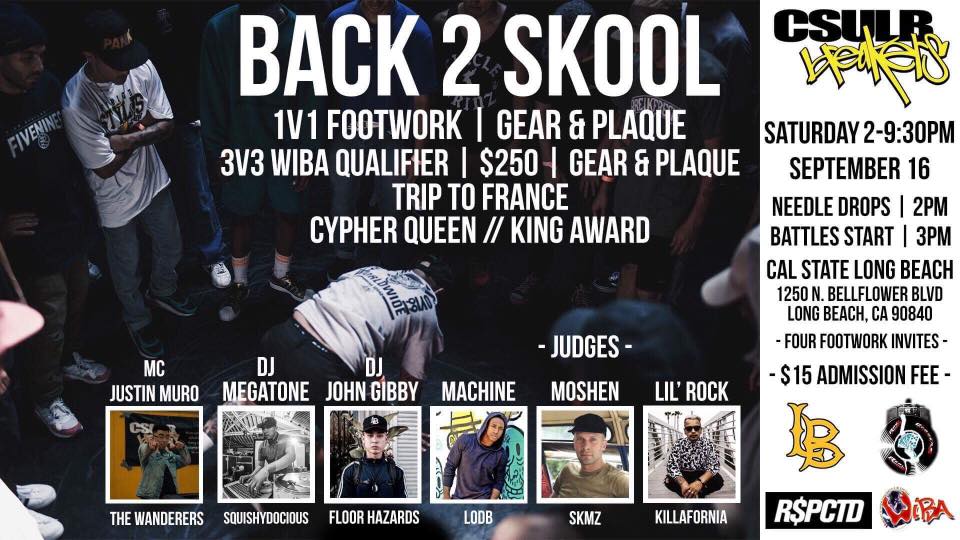 BACK 2 SKOOL
1V1 FOOTWORK | GEAR & PLAQUE
3V3 WIBA QUALIFIER | $250 | GEAR & PLAQUE
TRIP TO FRANCE
CYPHER QUEEN // KING AWARD
- JUDGES -
MC
JUSTIN MURO
DJ
MEGATONE
DJ
JOHN GIBBY
MACHINE
MOSHEN
LIL' ROCK
THE WANDERERS
SQUISHYDOCIOUS
FLOOR HAZARDS
LODB
SKMZ
KILLAFORNIA
CSULB
breakers
SATURDAY 2-9:30PM
SEPTEMBER 16
NEEDLE DROPS | 2PM
BATTLES START | 3PM
CAL STATE LONG BEACH
1250 N. BELLFLOWER BLVD
LONG BEACH, CA 90840
- FOUR FOOTWORK INVITES -
- $15 ADMISSION FEE -
LB
R$PCTD
WIBA